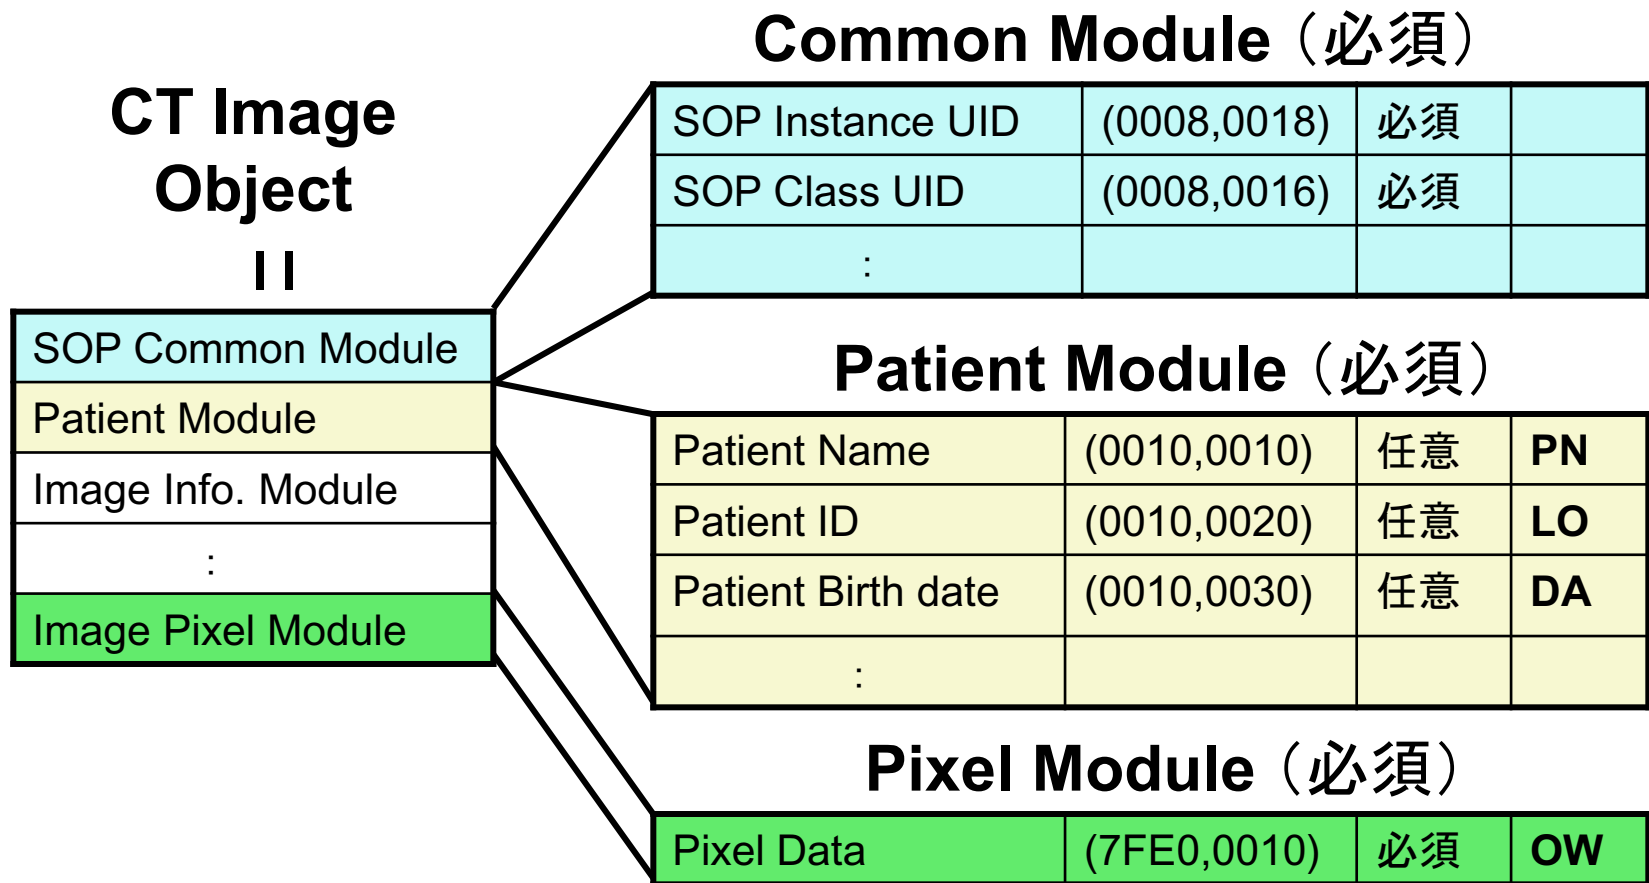 CT Image
Object
=
SOP Common Module
Patient Module
Image Info. Module
:
Image Pixel Module
Common Module（必須）
SOP Instance UID (0008,0018) 必須
SOP Class UID (0008,0016) 必須
:
Patient Module（必須）
Patient Name (0010,0010) 任意 PN
Patient ID (0010,0020) 任意 LO
Patient Birth date (0010,0030) 任意 DA
:
Pixel Module（必須）
Pixel Data (7FE0,0010) 必須 OW